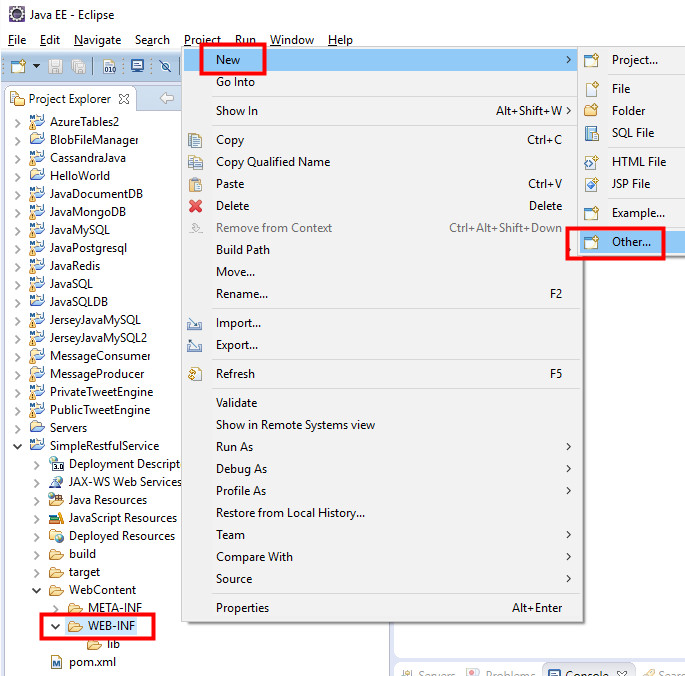 Java EE - Eclipse
File Edit Navigate Search Project Run Window Help
Project Explorer
AzureTables2
BlobFileManager
CassandraJava
HelloWorld
JavaDocumentDB
JavaMongoDB
JavaMySQL
JavaPostgresql
JavaRedis
JavaSQL
JavaSQLDB
JerseyJavaMySQL
JerseyJavaMySQL2
MessageConsumer
MessageProducer
PrivateTweetEngine
PublicTweetEngine
Servers
SimpleRestfulService
Deployment Descript
JAX-WS Web Services
Java Resources
JavaScript Resources
Deployed Resources
build
target
WebContent
META-INF
WEB-INF
lib
pom.xml
New
Go Into
Show In Alt+Shift+W
Copy Ctrl+C
Copy Qualified Name
Paste Ctrl+V
Delete Delete
Remove from Context Ctrl+Alt+Shift+Down
Build Path
Move...
Rename... F2
Import...
Export...
Refresh F5
Validate
Show in Remote Systems view
Run As
Debug As
Profile As
Restore from Local History...
Team
Compare With
Source
Properties Alt+Enter
Project...
File
Folder
SQL File
HTML File
JSP File
Example...
Other...
Servers Problems Console Sear